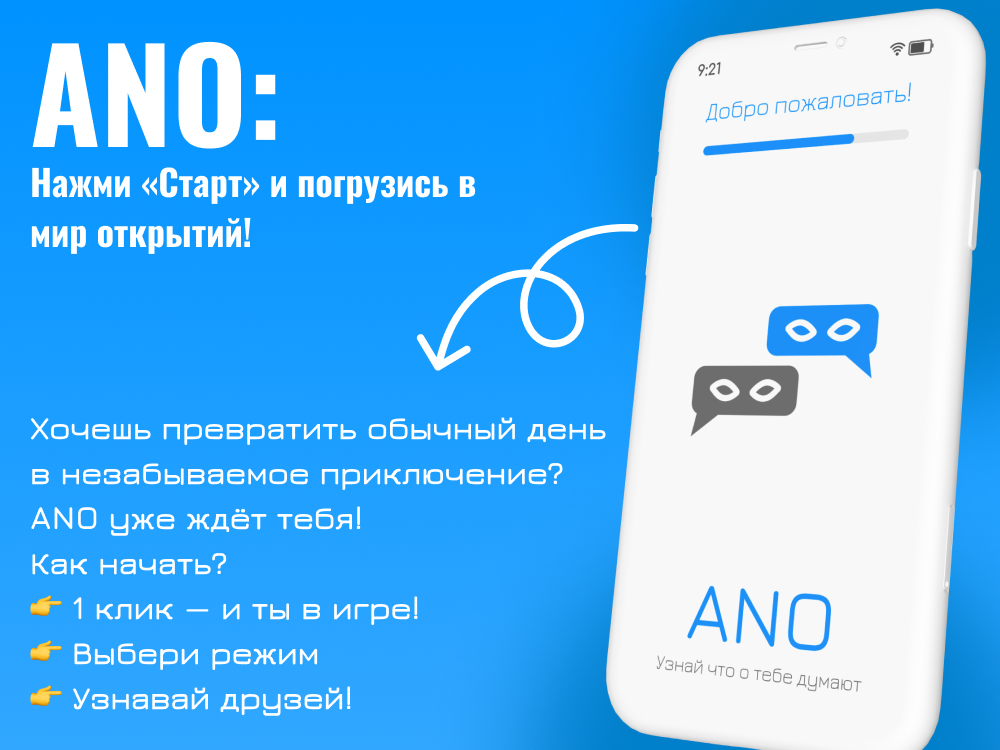 ANO:
Нажми «Старт» и погрузись в
мир открытий!
Хочешь превратить обычный день
в незабываемое приключение?
ANO уже ждёт тебя!
Как начать?
👉 1 клик — и ты в игре!
👉 Выбери режим
👉 Узнавай друзей!
9:21
Добро пожаловать!
ANO
Узнай что о тебе думают